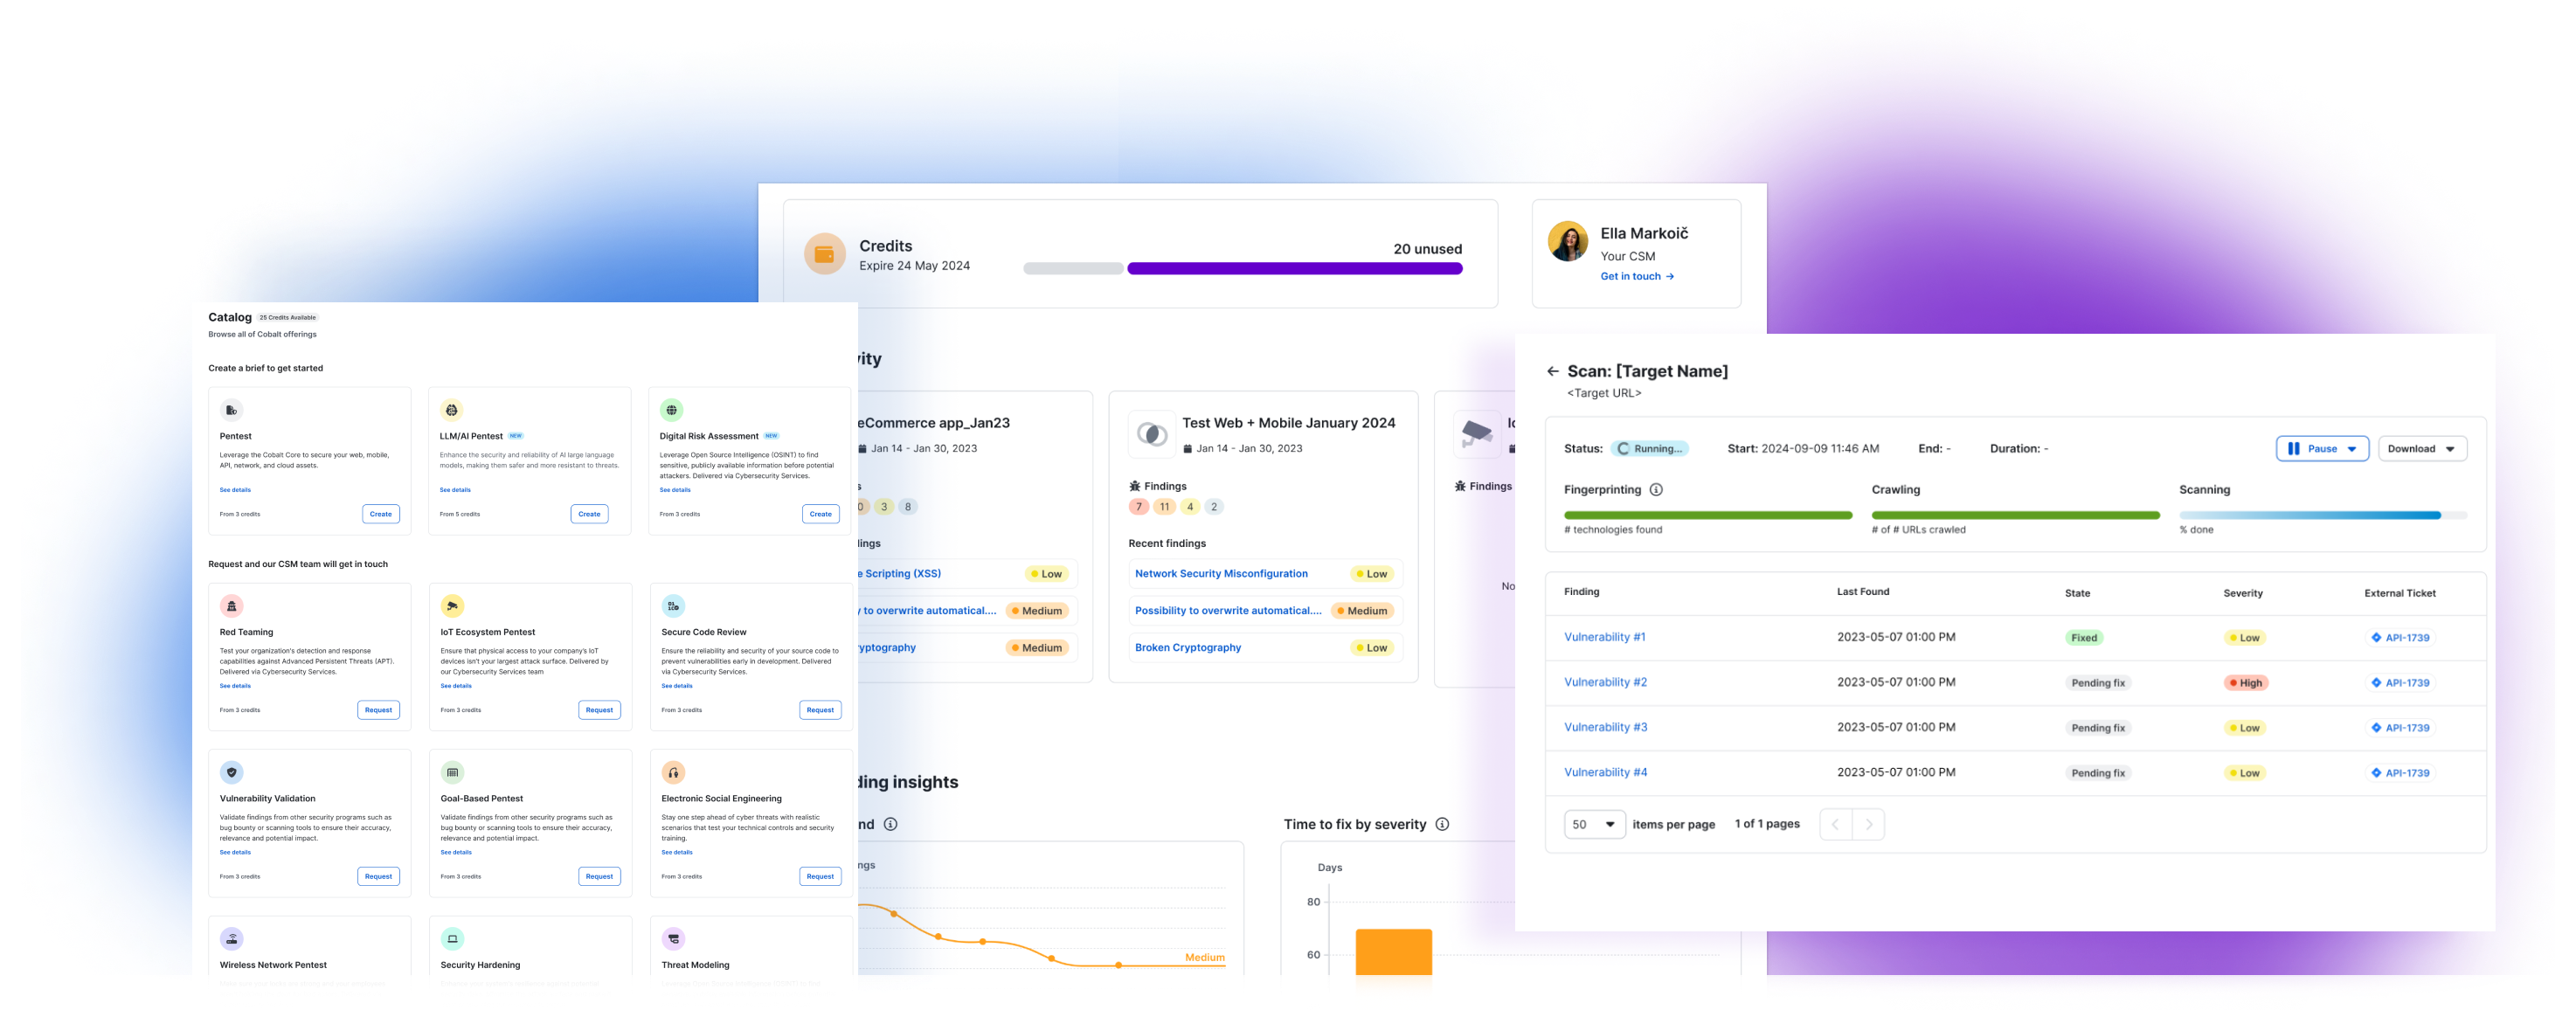 Credits
Expire 24 May 2024
20 unused
Ella Markoič
Your CSM
Get in touch →
Catalog 25 Credits Available
Browse all of Cobalt offerings
Create a brief to get started
Pentest
Leverage the Cobalt Core to secure your web, mobile,
API, network, and cloud assets.
See details
From 3 credits
Create
LLM/AI Pentest NEW
Enhance the security and reliability of AI large language
models, making them safer and more resistant to threats.
See details
From 5 credits
Create
Digital Risk Assessment NEW
Leverage Open Source Intelligence (OSINT) to find
sensitive, publicly available information before potential
attackers. Delivered via Cybersecurity Services.
See details
From 3 credits
Create
Request and our CSM team will get in touch
Red Teaming
Test your organization's detection and response
capabilities against Advanced Persistent Threats (APT).
Delivered via Cybersecurity Services.
See details
From 3 credits
Request
IoT Ecosystem Pentest
Ensure that physical access to your company's IoT
devices isn't your largest attack surface. Delivered by
our Cybersecurity Services team
See details
From 3 credits
Request
Secure Code Review
Ensure the reliability and security of your source code to
prevent vulnerabilities early in development. Delivered
via Cybersecurity Services.
See details
From 3 credits
Request
Vulnerability Validation
Validate findings from other security programs such as
bug bounty or scanning tools to ensure their accuracy,
relevance and potential impact.
See details
From 3 credits
Request
Goal-Based Pentest
Validate findings from other security programs such as
bug bounty or scanning tools to ensure their accuracy,
relevance and potential impact.
See details
From 3 credits
Request
Electronic Social Engineering
Stay one step ahead of cyber threats with realistic
scenarios that test your technical controls and security
training.
See details
From 3 credits
Request
Wireless Network Pentest
Security Hardening
Threat Modeling
vity
eCommerce app_Jan23
Jan 14 - Jan 30, 2023
s
0 3 8
lings
e Scripting (XSS)
Low
y to overwrite automatical....
Medium
ryptography
Medium
Test Web + Mobile January 2024
Jan 14 - Jan 30, 2023
Findings
7 11 4 2
Recent findings
Network Security Misconfiguration
Low
Possibility to overwrite automatical....
Medium
Broken Cryptography
Low
Findings
No
ding insights
nd
ngs
Medium
Time to fix by severity
Days
80
60
← Scan: [Target Name]
<Target URL>
Status: Running...
Start: 2024-09-09 11:46 AM
End: -
Duration: -
Pause
Download
Fingerprinting
# technologies found
Crawling
# of # URLs crawled
Scanning
% done
Finding Last Found State Severity External Ticket
Vulnerability #1 2023-05-07 01:00 PM Fixed Low API-1739
Vulnerability #2 2023-05-07 01:00 PM Pending fix High API-1739
Vulnerability #3 2023-05-07 01:00 PM Pending fix Low API-1739
Vulnerability #4 2023-05-07 01:00 PM Pending fix Low API-1739
50 items per page 1 of 1 pages